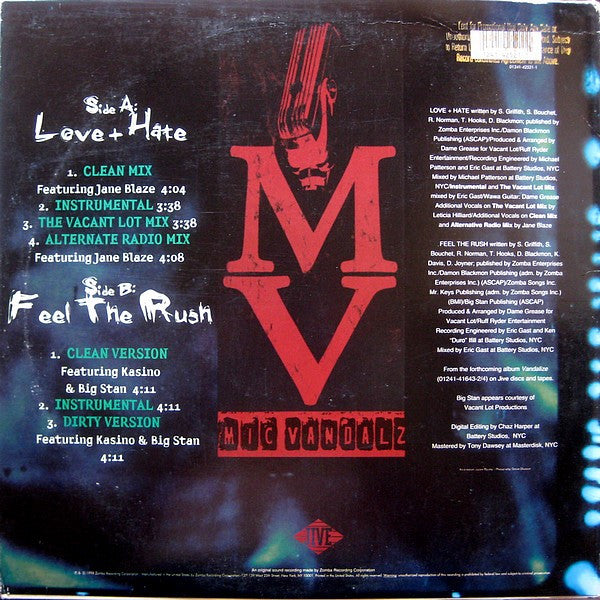 Side A:
Love + Hate
1. CLEAN MIX
Featuring Jane Blaze 4:04
2. INSTRUMENTAL 3:38
3. THE VACANT LOT MIX 3:38
4. ALTERNATE RADIO MIX
Featuring Jane Blaze 4:08
Side B:
Feel The Rush
1. CLEAN VERSION
Featuring Kasino
& Big Stan 4:11
2. INSTRUMENTAL 4:11
3. DIRTY VERSION
Featuring Kasino & Big Stan
4:11
M
V
MIC VANDALZ
JIVE
01241-42221-1
LOVE + HATE written by S. Griffith, S. Bouchet,
R. Norman, T. Hooks, D. Blackmon; published by
Zomba Enterprises Inc./Damon Blackmon
Publishing (ASCAP)/Produced & Arranged by
Dame Grease for Vacant Lot/Ruff Ryder
Entertainment/Recording Engineered by Michael
Patterson and Eric Gast at Battery Studios, NYC
Mixed by Michael Patterson at Battery Studios,
NYC/Instrumental and The Vacant Lot Mix
mixed by Eric Gast/Wawa Guitar: Dame Grease
Additional Vocals on The Vacant Lot Mix by
Leticia Hilliard/Additional Vocals on Clean Mix
and Alternative Radio Mix by Jane Blaze
FEEL THE RUSH written by S. Griffith, S.
Bouchet, R. Norman, T. Hooks, D. Blackmon, K.
Davis, D. Joyner; published by Zomba Enterprises
Inc./Damon Blackmon Publishing (adm. by Zomba
Enterprises Inc.) (ASCAP)/Zomba Songs Inc.
Mr. Keys Publishing (adm. by Zomba Songs Inc.)
(BMI)/Big Stan Publishing (ASCAP)
Produced & Arranged by Dame Grease for
Vacant Lot/Ruff Ryder Entertainment
Recording Engineered by Eric Gast and Ken
"Duro" Ifill at Battery Studios, NYC
Mixed by Eric Gast at Battery Studios, NYC
From the forthcoming album Vandalize
(01241-41643-2/4) on Jive discs and tapes.
Big Stan appears courtesy of
Vacant Lot Productions
Digital Editing by Chaz Harper at
Battery Studios, NYC
Mastered by Tony Dawsey at Masterdisk, NYC
An original sound recording made by Zomba Recording Corporation